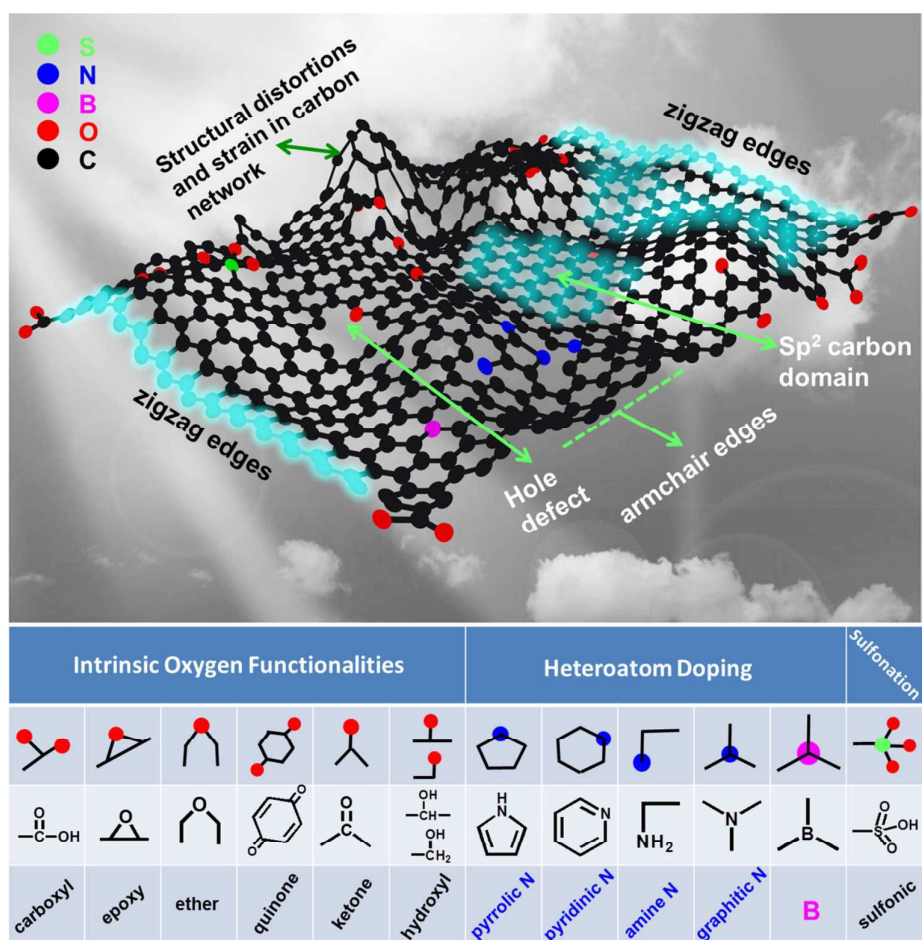 S
N
B
O
C
Structural distortions
and strain in carbon
network
zigzag edges
Sp² carbon
domain
zigzag edges
armchair edges
Hole
defect
Intrinsic Oxygen Functionalities
Heteroatom Doping
Sulfonation
O
C—OH
O
O
O
O
O
C
OH
CH
OH
CH₂
H
N
N
NH₂
N
B
S
O
OH
O
carboxyl
epoxy
ether
quinone
ketone
hydroxyl
pyrrolic N
pyridinic N
amine N
graphitic N
B
sulfonic